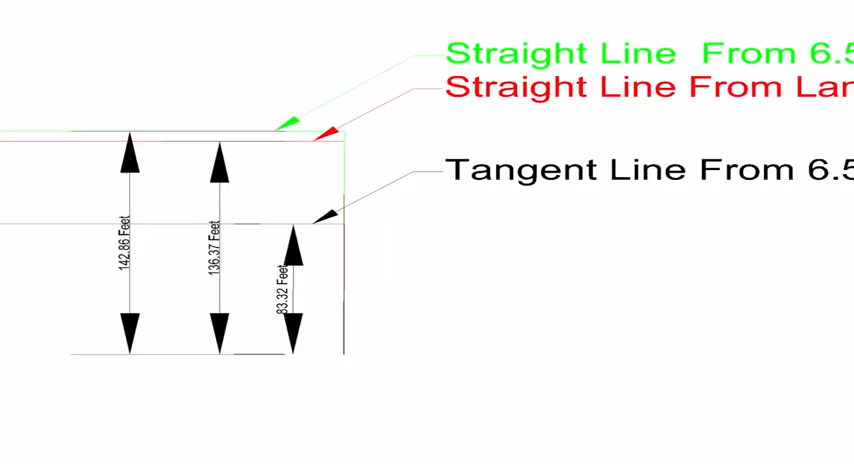 Straight Line From 6.5
Straight Line From Lan
Tangent Line From 6.5
142.86 Feet
136.37 Feet
83.32 Feet